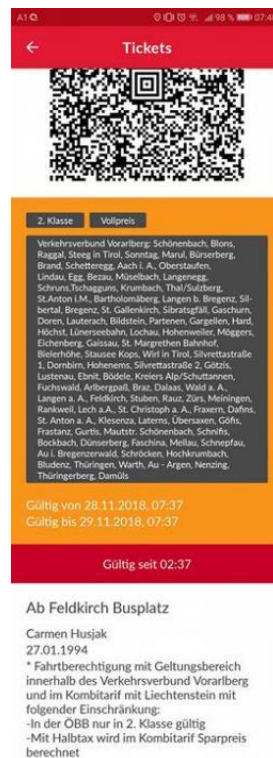 A1
98 %
Tickets
2. Klasse
Vollpreis
Verkehrsverbund Vorarlberg: Schönenbach, Blons,
Raggal, Steeg in Tirol, Sonntag, Marul, Bürserberg,
Brand, Schetteregg, Aach i. A., Oberstaufen,
Lindau, Egg, Bezau, Müselbach, Langenegg,
Schruns,Tschagguns, Krumbach, Thal/Sulzberg,
St.Anton i.M., Bartholomäberg, Langen b. Bregenz, Sil-
bertal, Bregenz, St. Gallenkirch, Sibratsgfäll, Gaschurn,
Doren, Lauterach, Bildstein, Partenen, Gargellen, Hard,
Höchst, Lünerseebahn, Lochau, Hohenweiler, Möggers,
Eichenberg, Gaissau, St. Margrethen Bahnhof,
Bielerhöhe, Stausee Kops, Wirl in Tirol, Silvrettastraße
1, Dornbirn, Hohenems, Silvrettastraße 2, Götzis,
Lustenau, Ebnit, Bödele, Kreiers Alp/Schuttannen,
Fuchswald, Arlbergpaß, Braz, Dalaas, Wald a. A.,
Langen a. A., Feldkirch, Stuben, Rauz, Zürs, Meiningen,
Rankweil, Lech a.A., St. Christoph a. A., Fraxern, Dafins,
St. Anton a. A., Klesenza, Laterns, Übersaxen, Göfis,
Frastanz, Gurtis, Mautstr. Schönenbach, Schnifis,
Bockbach, Dünserberg, Faschina, Mellau, Schnepfau,
Au i. Bregenzerwald, Schröcken, Hochkrumbach,
Bludenz, Thüringen, Warth, Au - Argen, Nenzing,
Thüringerberg, Damüls
Gültig von 28.11.2018, 07:37
Gültig bis 29.11.2018, 07:37
Gültig seit 02:37
Ab Feldkirch Busplatz
Carmen Husjak
27.01.1994
* Fahrtberechtigung mit Geltungsbereich
innerhalb des Verkehrsverbund Vorarlberg
und im Kombitarif mit Liechtenstein mit
folgender Einschränkung:
-In der ÖBB nur in 2. Klasse gültig
-Mit Halbtax wird im Kombitarif Sparpreis
berechnet